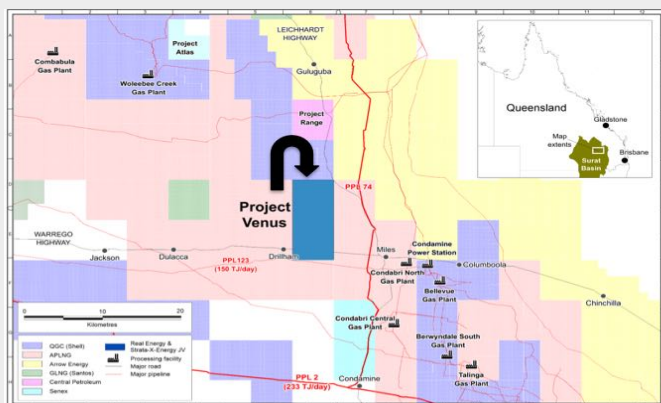 LEICHHARDT
HIGHWAY
Guluguba
Combabula
Gas Plant
Woleebee Creek
Gas Plant
Project
Atlas
Project
Range
Queensland
Gladstone
Map
extents
Brisbane
Surat
Basin
PPL 74
Project
Venus
WARREGO
HIGHWAY
Jackson
Dulacca
Drillham
PPL123
(150 TJ/day)
Miles
Condamine
Power Station
Columboola
Condabri North
Gas Plant
Bellevue
Gas Plant
Chinchilla
Condabri Central
Gas Plant
Berwyndale South
Gas Plant
Talinga
Gas Plant
Condamine
PPL 2
(233 TJ/day)
0 10 20
Kilometres
QGC (Shell)
APLNG
Arrow Energy
GLNG (Santos)
Central Petroleum
Senex
Real Energy &
Strata-X-Energy JV
Processing facility
Major road
Major pipeline